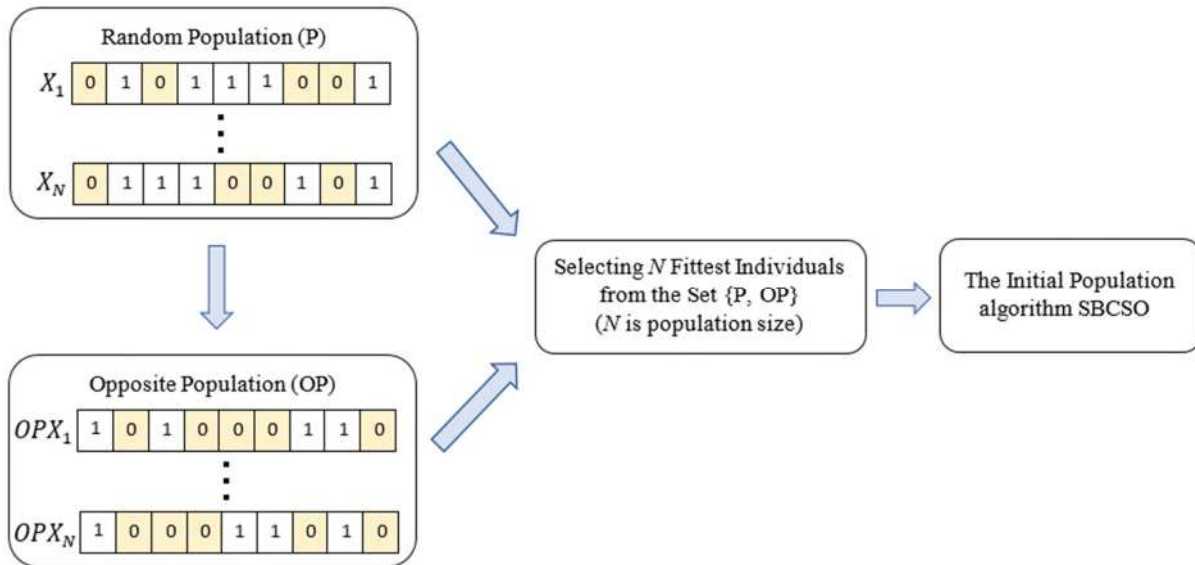 Random Population (P)
X₁ 0 1 0 1 1 1 0 0 1
⋮
X_N 0 1 1 1 0 0 1 0 1
Opposite Population (OP)
OPX₁ 1 0 1 0 0 0 1 1 0
⋮
OPX_N 1 0 0 0 1 1 0 1 0
Selecting N Fittest Individuals
from the Set {P, OP}
(N is population size)
The Initial Population
algorithm SBCSO